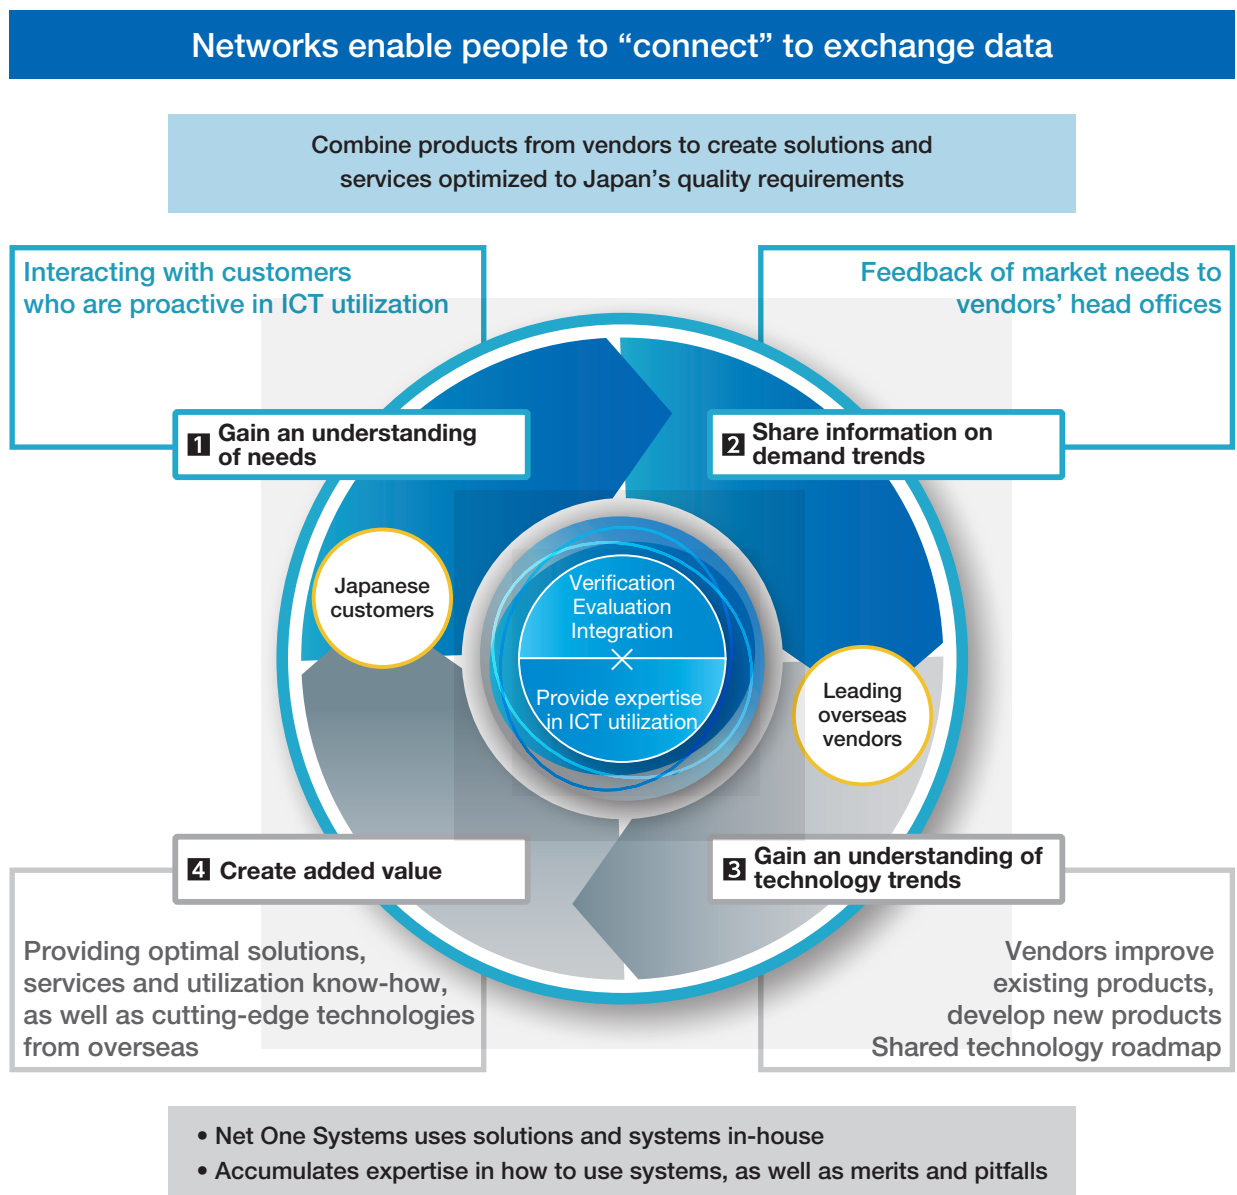 Networks enable people to “connect” to exchange data
Combine products from vendors to create solutions and
services optimized to Japan’s quality requirements
Interacting with customers
who are proactive in ICT utilization
Feedback of market needs to
vendors’ head offices
1 Gain an understanding
of needs
2 Share information on
demand trends
Japanese
customers
Verification
Evaluation
Integration
×
Provide expertise
in ICT utilization
Leading
overseas
vendors
4 Create added value
3 Gain an understanding of
technology trends
Providing optimal solutions,
services and utilization know-how,
as well as cutting-edge technologies
from overseas
Vendors improve
existing products,
develop new products
Shared technology roadmap
• Net One Systems uses solutions and systems in-house
• Accumulates expertise in how to use systems, as well as merits and pitfalls